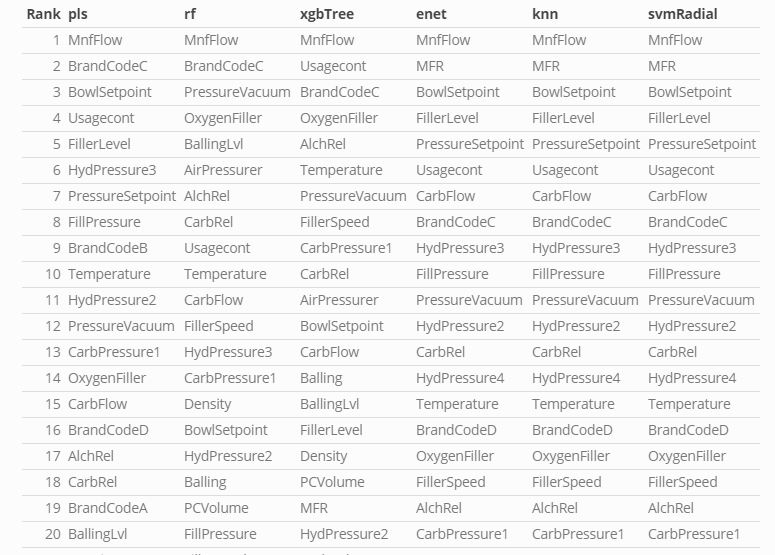 Rank pls rf xgbTree enet knn svmRadial
1 MnfFlow MnfFlow MnfFlow MnfFlow MnfFlow MnfFlow
2 BrandCodeC BrandCodeC Usagecont MFR MFR MFR
3 BowlSetpoint PressureVacuum BrandCodeC BowlSetpoint BowlSetpoint BowlSetpoint
4 Usagecont OxygenFiller OxygenFiller FillerLevel FillerLevel FillerLevel
5 FillerLevel BallingLvl AlchRel PressureSetpoint PressureSetpoint PressureSetpoint
6 HydPressure3 AirPressurer Temperature Usagecont Usagecont Usagecont
7 PressureSetpoint AlchRel PressureVacuum CarbFlow CarbFlow CarbFlow
8 FillPressure CarbRel FillerSpeed BrandCodeC BrandCodeC BrandCodeC
9 BrandCodeB Usagecont CarbPressure1 HydPressure3 HydPressure3 HydPressure3
10 Temperature Temperature CarbRel FillPressure FillPressure FillPressure
11 HydPressure2 CarbFlow AirPressurer PressureVacuum PressureVacuum PressureVacuum
12 PressureVacuum FillerSpeed BowlSetpoint HydPressure2 HydPressure2 HydPressure2
13 CarbPressure1 HydPressure3 CarbFlow CarbRel CarbRel CarbRel
14 OxygenFiller CarbPressure1 Balling HydPressure4 HydPressure4 HydPressure4
15 CarbFlow Density BallingLvl Temperature Temperature Temperature
16 BrandCodeD BowlSetpoint FillerLevel BrandCodeD BrandCodeD BrandCodeD
17 AlchRel HydPressure2 Density OxygenFiller OxygenFiller OxygenFiller
18 CarbRel Balling PCVolume FillerSpeed FillerSpeed FillerSpeed
19 BrandCodeA PCVolume MFR AlchRel AlchRel AlchRel
20 BallingLvl FillPressure HydPressure2 CarbPressure1 CarbPressure1 CarbPressure1